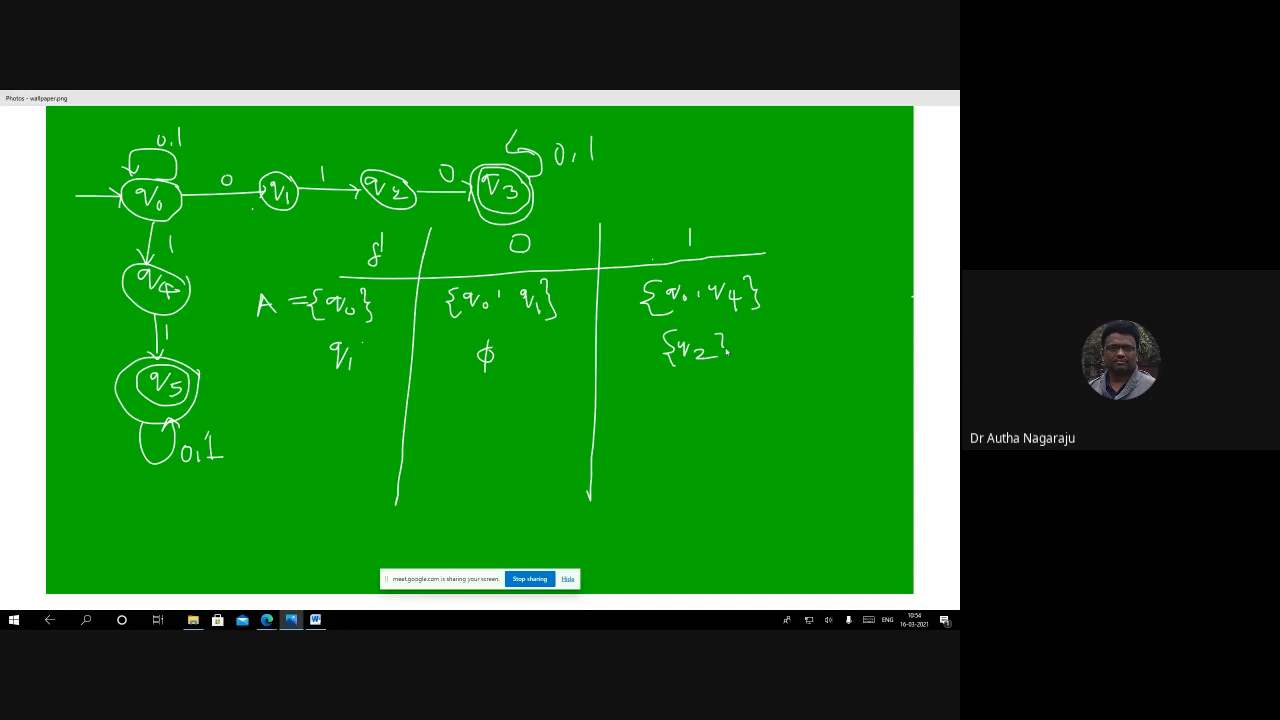 Photos - wallpaper.png
0,1
0, 1
q0 0 q1 1 q2 0 q3
1
q4
1
q5
0,1
δ' 0 1
A = {q0} {q0, q1} {q0, q4}
q1 ϕ {q2}
Dr Autha Nagaraju
meet.google.com is sharing your screen. Stop sharing Hide
ENG
10:54
16-03-2021